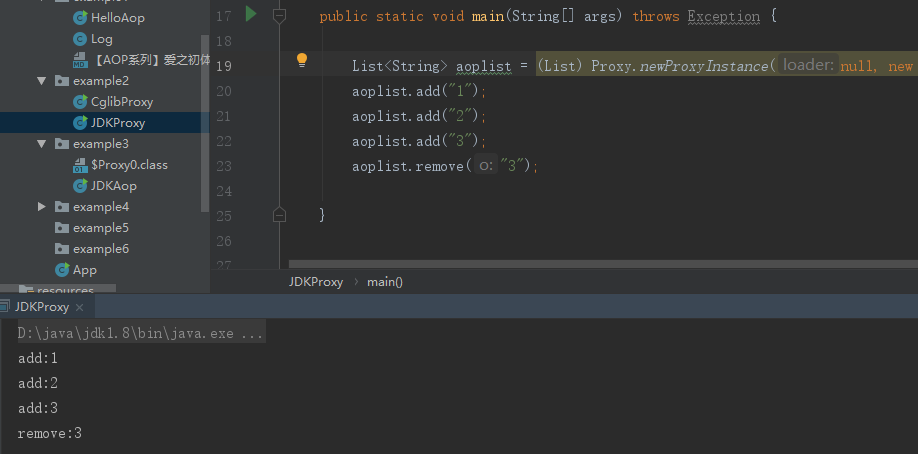 example1
HelloAop
Log
【AOP系列】爱之初体
example2
CglibProxy
JDKProxy
example3
$Proxy0.class
JDKAop
example4
example5
example6
App
resources
17 public static void main(String[] args) throws Exception {
18
19 List<String> aoplist = (List) Proxy.newProxyInstance( loader: null, new
20 aoplist.add("1");
21 aoplist.add("2");
22 aoplist.add("3");
23 aoplist.remove( o: "3");
24
25 }
26
27
JDKProxy › main()
JDKProxy ×
D:\java\jdk1.8\bin\java.exe ...
add:1
add:2
add:3
remove:3